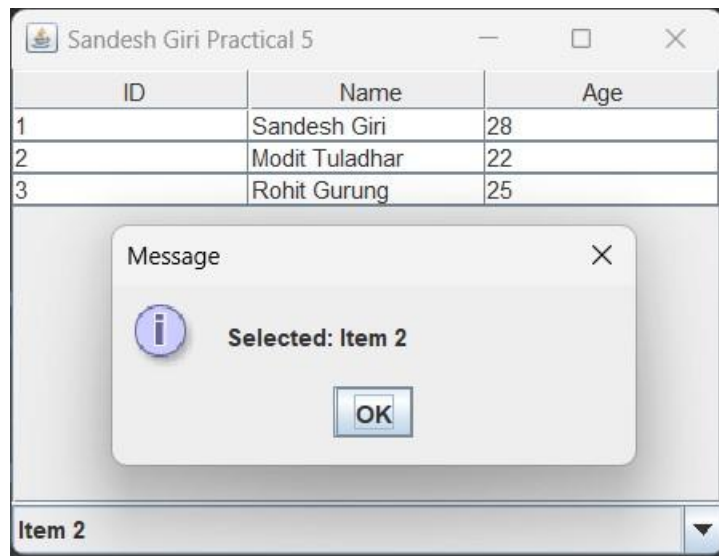 Sandesh Giri Practical 5
ID Name Age
1 Sandesh Giri 28
2 Modit Tuladhar 22
3 Rohit Gurung 25
Message
i
Selected: Item 2
OK
Item 2